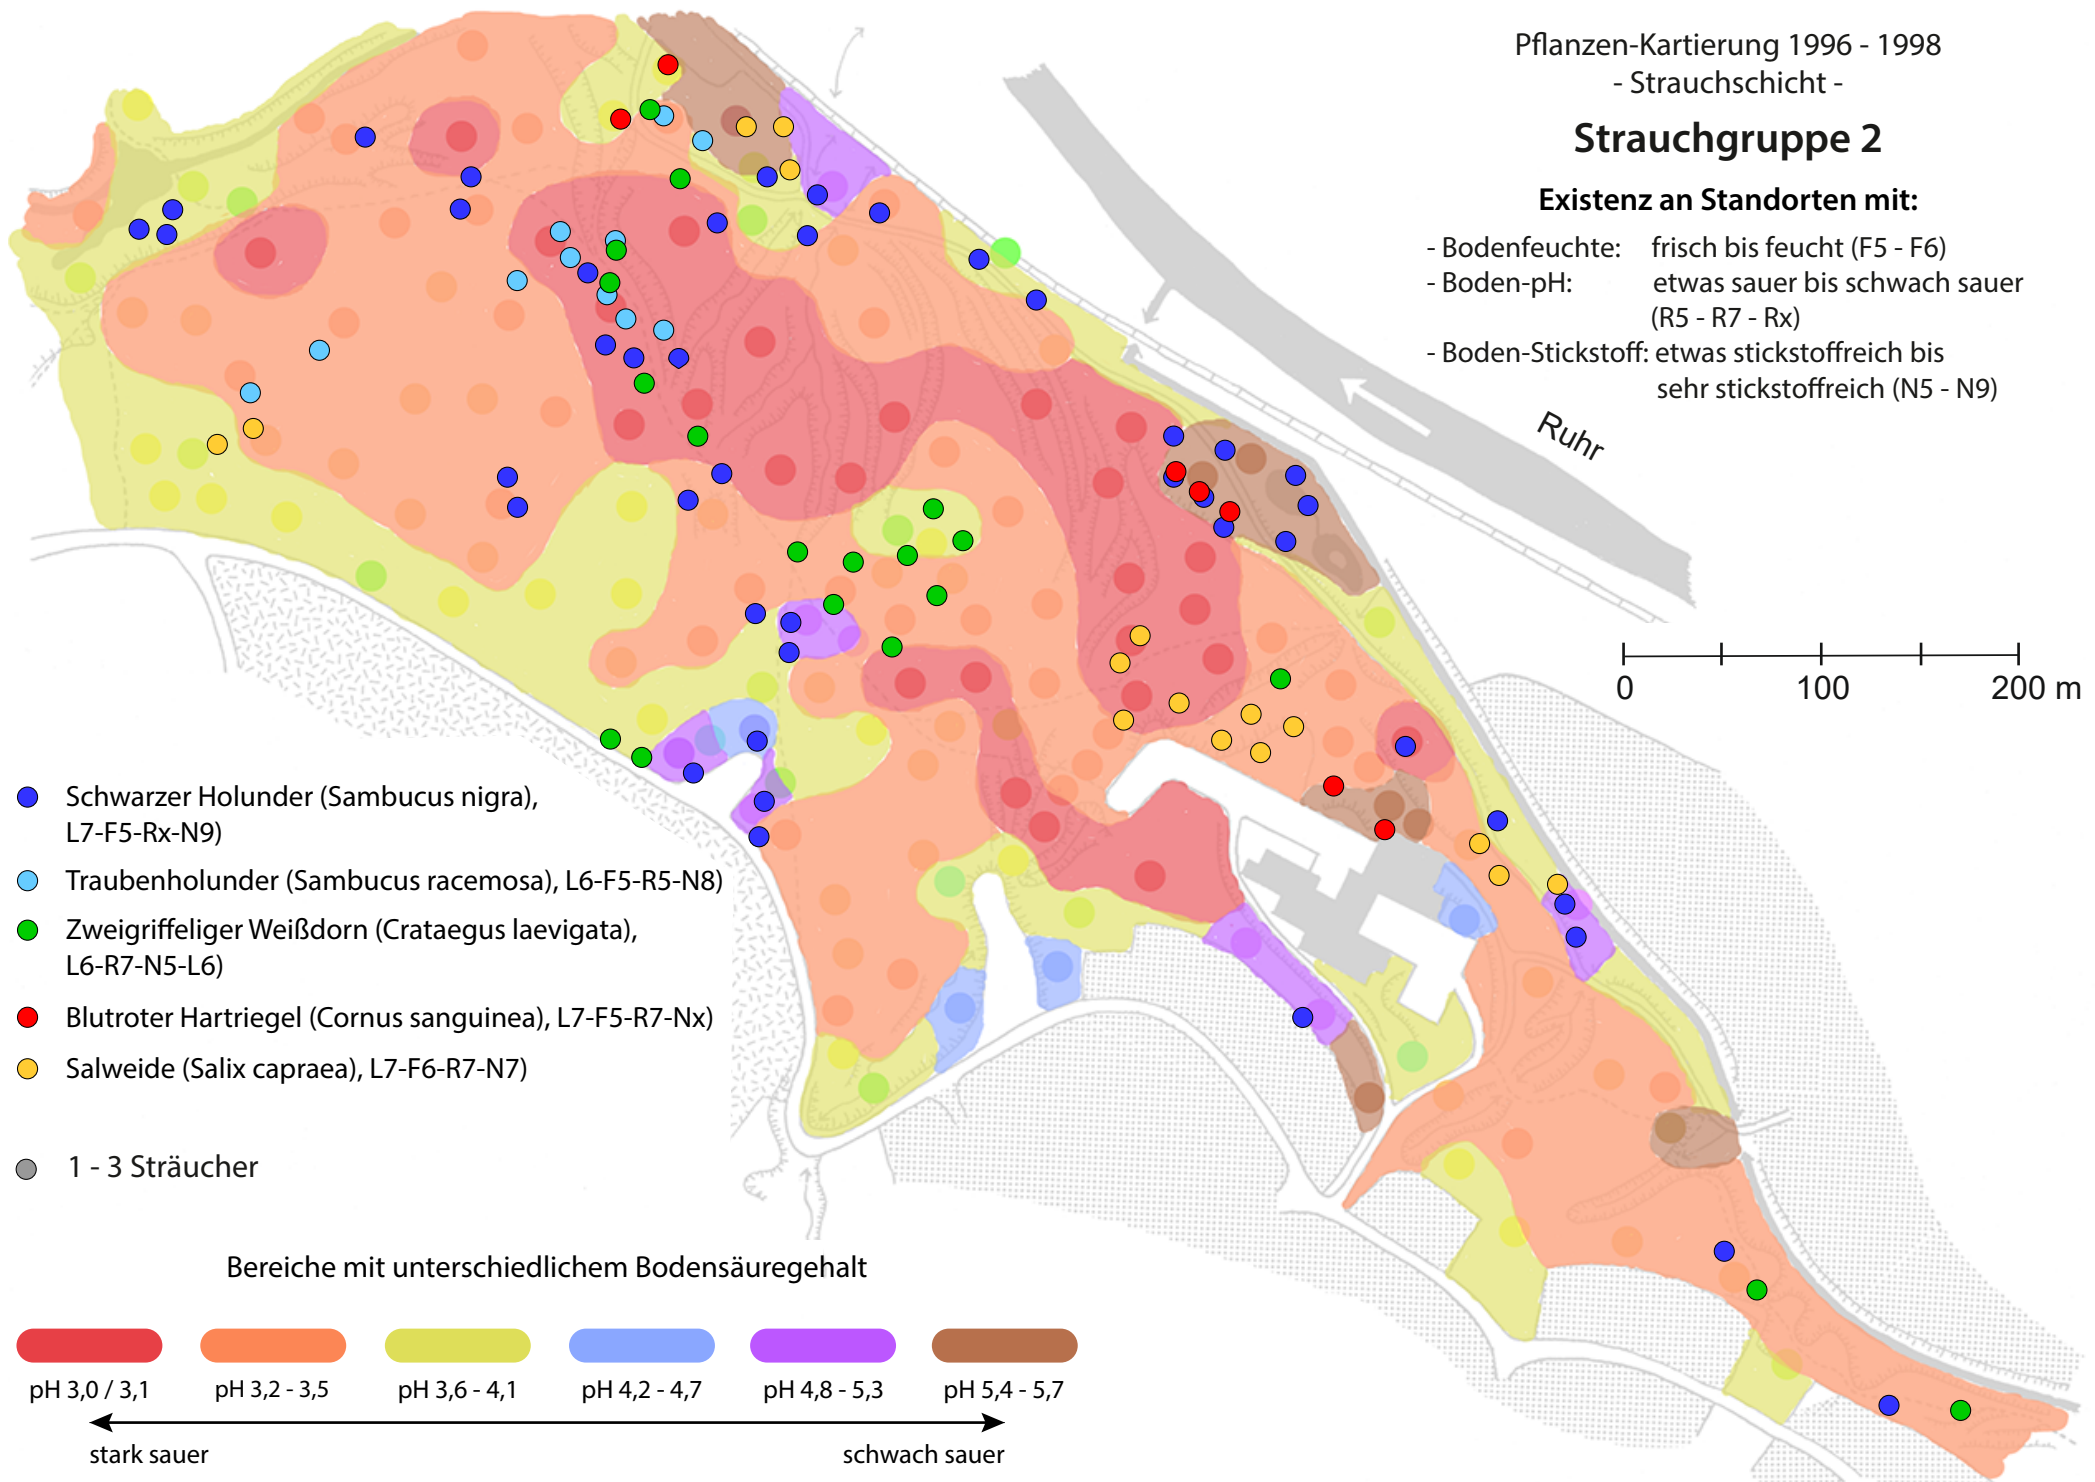 Pflanzen-Kartierung 1996 - 1998
- Strauchschicht -
Strauchgruppe 2
Existenz an Standorten mit:
- Bodenfeuchte: frisch bis feucht (F5 - F6)
- Boden-pH: etwas sauer bis schwach sauer
(R5 - R7 - Rx)
- Boden-Stickstoff: etwas stickstoffreich bis
sehr stickstoffreich (N5 - N9)
Ruhr
0 100 200 m
Schwarzer Holunder (Sambucus nigra),
L7-F5-Rx-N9)
Traubenholunder (Sambucus racemosa), L6-F5-R5-N8)
Zweigriffeliger Weißdorn (Crataegus laevigata),
L6-R7-N5-L6)
Blutroter Hartriegel (Cornus sanguinea), L7-F5-R7-Nx)
Salweide (Salix capraea), L7-F6-R7-N7)
1 - 3 Sträucher
Bereiche mit unterschiedlichem Bodensäuregehalt
pH 3,0 / 3,1 pH 3,2 - 3,5 pH 3,6 - 4,1 pH 4,2 - 4,7 pH 4,8 - 5,3 pH 5,4 - 5,7
stark sauer schwach sauer